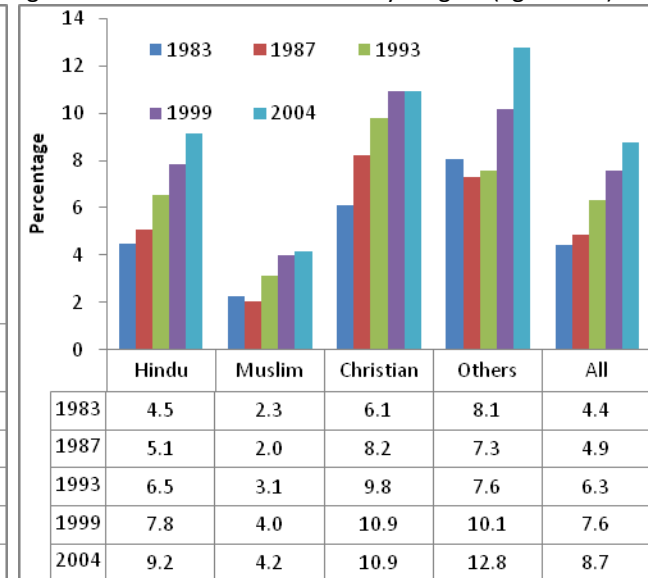 14
12
10
8
6
4
2
0
Percentage
1983 1987 1993
1999 2004
Hindu Muslim Christian Others All
1983 4.5 2.3 6.1 8.1 4.4
1987 5.1 2.0 8.2 7.3 4.9
1993 6.5 3.1 9.8 7.6 6.3
1999 7.8 4.0 10.9 10.1 7.6
2004 9.2 4.2 10.9 12.8 8.7